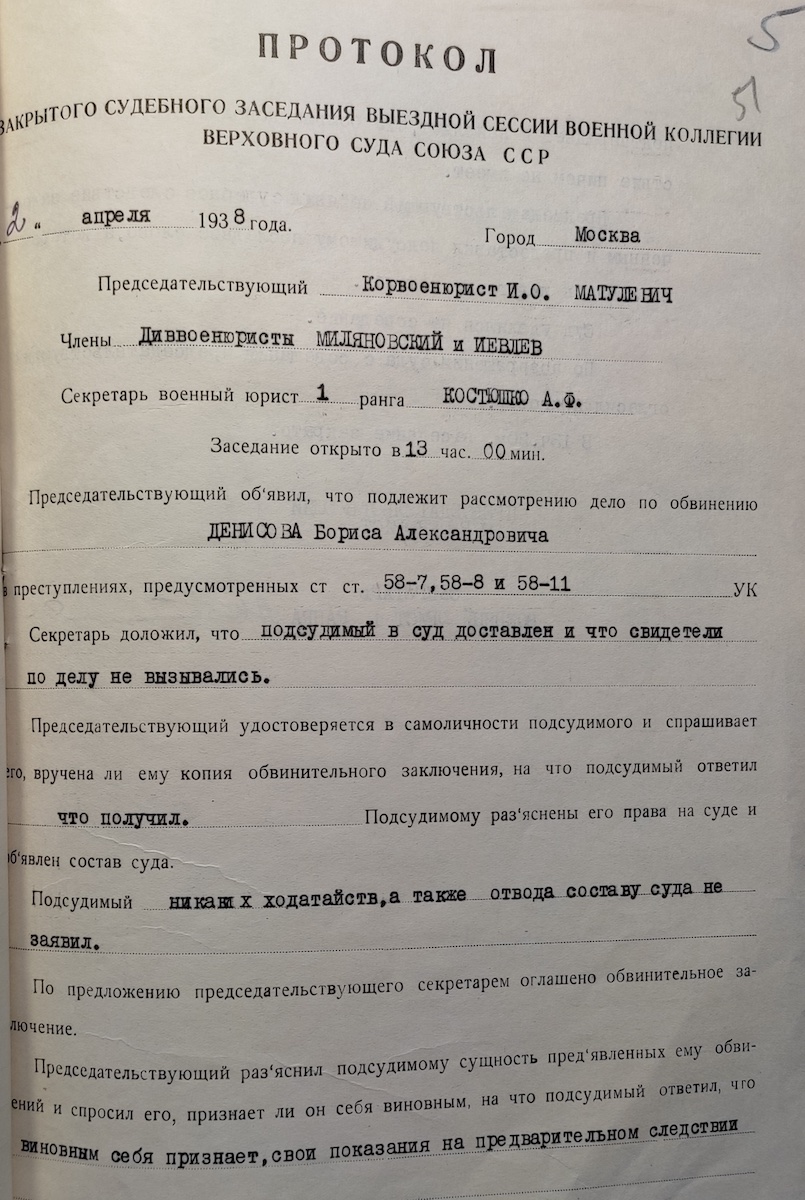 5
51
ПРОТОКОЛ
ЗАКРЫТОГО СУДЕБНОГО ЗАСЕДАНИЯ ВЫЕЗДНОЙ СЕССИИ ВОЕННОЙ КОЛЛЕГИИ
ВЕРХОВНОГО СУДА СОЮЗА ССР
2 „ апреля 1938 года.
Город Москва
Председательствующий Корвоенюрист И.О. МАТУЛЕВИЧ
Члены Диввоенюристы МИЛЯНОВСКИЙ и ИЕВЛЕВ
Секретарь военный юрист 1 ранга КОСТЮШКО А.Ф.
Заседание открыто в 13 час. 00 мин.
Председательствующий об'явил, что подлежит рассмотрению дело по обвинению
ДЕНИСОВА Бориса Александровича
в преступлениях, предусмотренных ст ст. 58-7,58-8 и 58-11 УК
Секретарь доложил, что подсудимый в суд доставлен и что свидетели
по делу не вызывались.
Председательствующий удостоверяется в самоличности подсудимого и спрашивает
его, вручена ли ему копия обвинительного заключения, на что подсудимый ответил
что получил. Подсудимому раз'яснены его права на суде и
об'явлен состав суда.
Подсудимый никаких ходатайств,а также отвода составу суда не
заявил.
По предложению председательствующего секретарем оглашено обвинительное за-
лючение.
Председательствующий раз'яснил подсудимому сущность пред'явленных ему обви-
ений и спросил его, признает ли он себя виновным, на что подсудимый ответил, что
виновным себя признает,свои показания на предварительном следствии